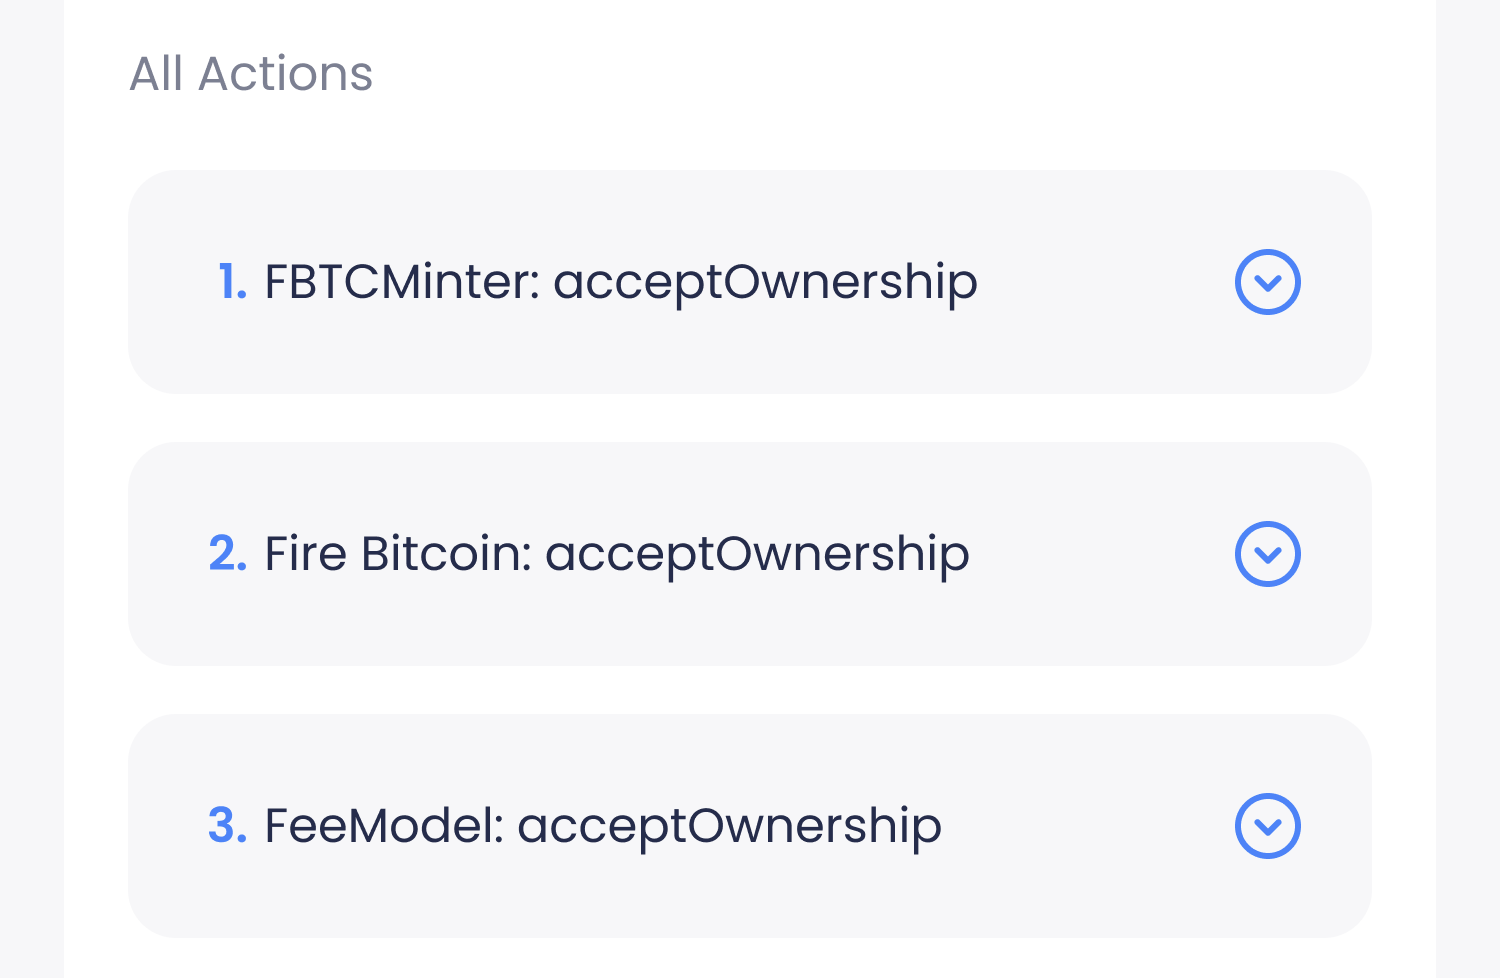 All Actions
1. FBTCMinter: acceptOwnership
2. Fire Bitcoin: acceptOwnership
3. FeeModel: acceptOwnership